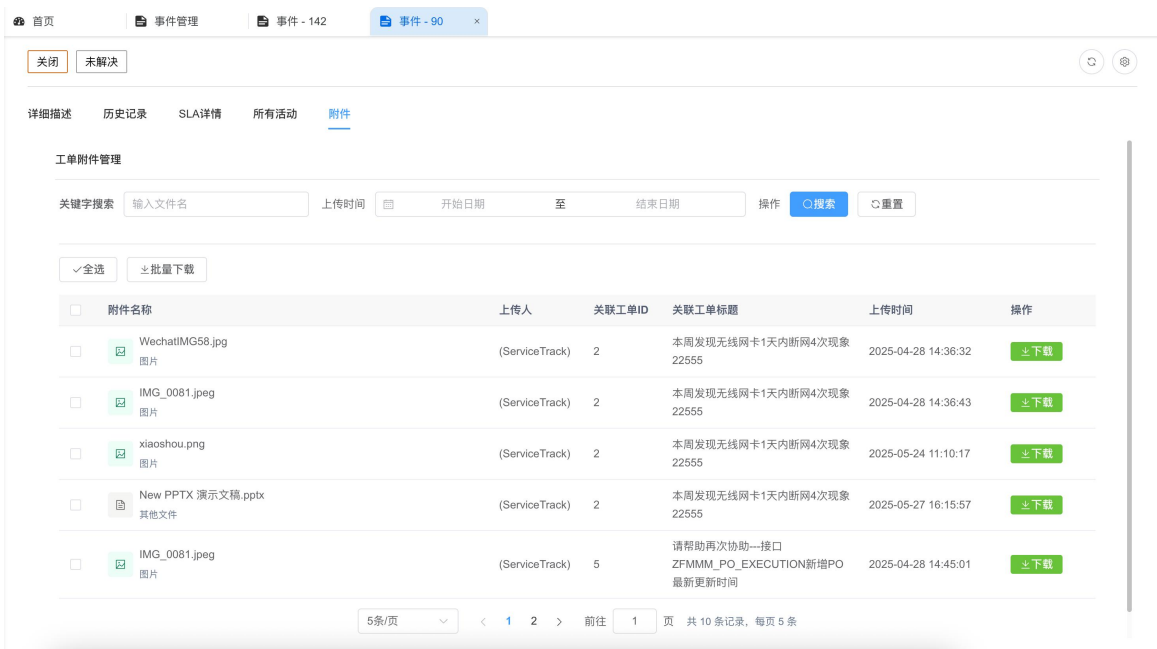 首页 事件管理 事件 - 142 事件 - 90 ×
关闭 未解决
详细描述 历史记录 SLA详情 所有活动 附件
工单附件管理
关键字搜索 输入文件名 上传时间 开始日期 至 结束日期 操作 搜索 重置
全选 批量下载
附件名称 上传人 关联工单ID 关联工单标题 上传时间 操作
WechatIMG58.jpg
图片
(ServiceTrack) 2
本周发现无线网卡1天内断网4次现象
22555
2025-04-28 14:36:32 下载
IMG_0081.jpeg
图片
(ServiceTrack) 2
本周发现无线网卡1天内断网4次现象
22555
2025-04-28 14:36:43 下载
xiaoshou.png
图片
(ServiceTrack) 2
本周发现无线网卡1天内断网4次现象
22555
2025-05-24 11:10:17 下载
New PPTX 演示文稿.pptx
其他文件
(ServiceTrack) 2
本周发现无线网卡1天内断网4次现象
22555
2025-05-27 16:15:57 下载
IMG_0081.jpeg
图片
(ServiceTrack) 5
请帮助再次协助---接口
ZFMMM_PO_EXECUTION新增PO
最新更新时间
2025-04-28 14:45:01 下载
5条/页 1 2 前往 1 页 共 10 条记录，每页 5 条